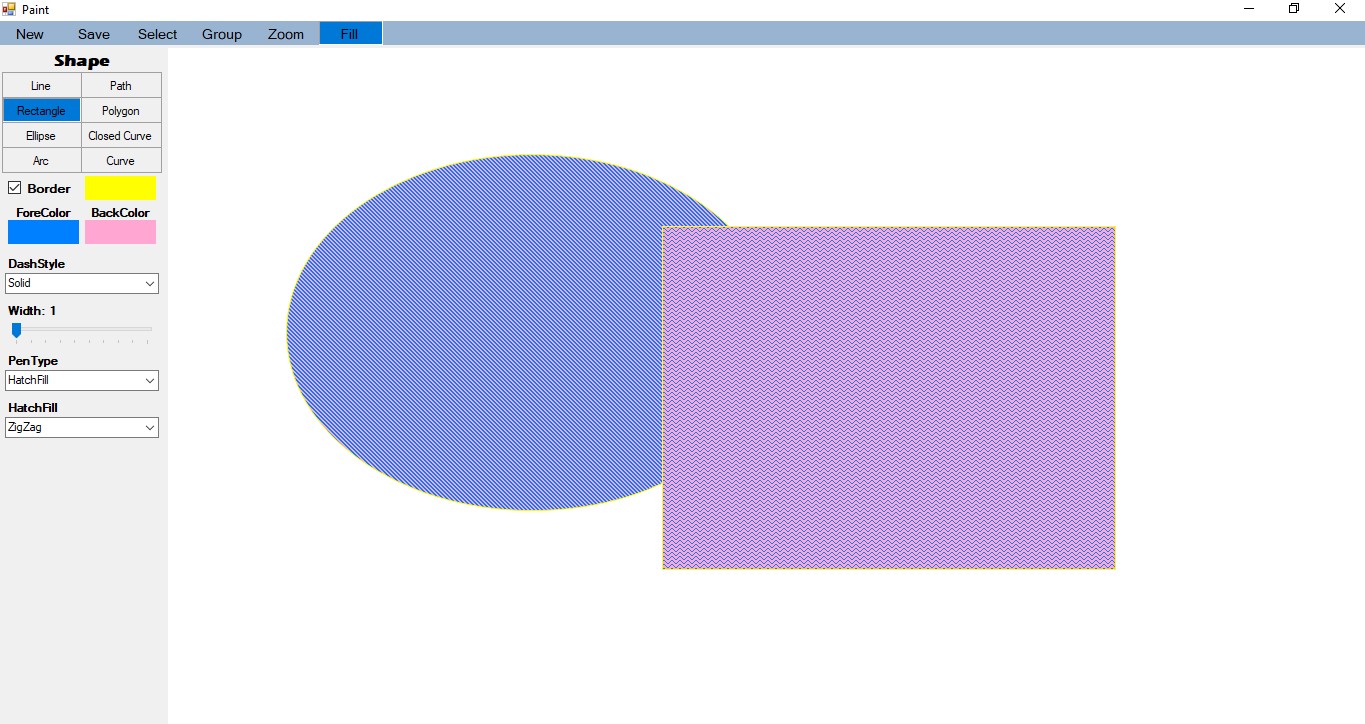 Paint
New Save Select Group Zoom Fill
Shape
Line Path
Rectangle Polygon
Ellipse Closed Curve
Arc Curve
Border
ForeColor BackColor
DashStyle
Solid
Width: 1
PenType
HatchFill
HatchFill
ZigZag